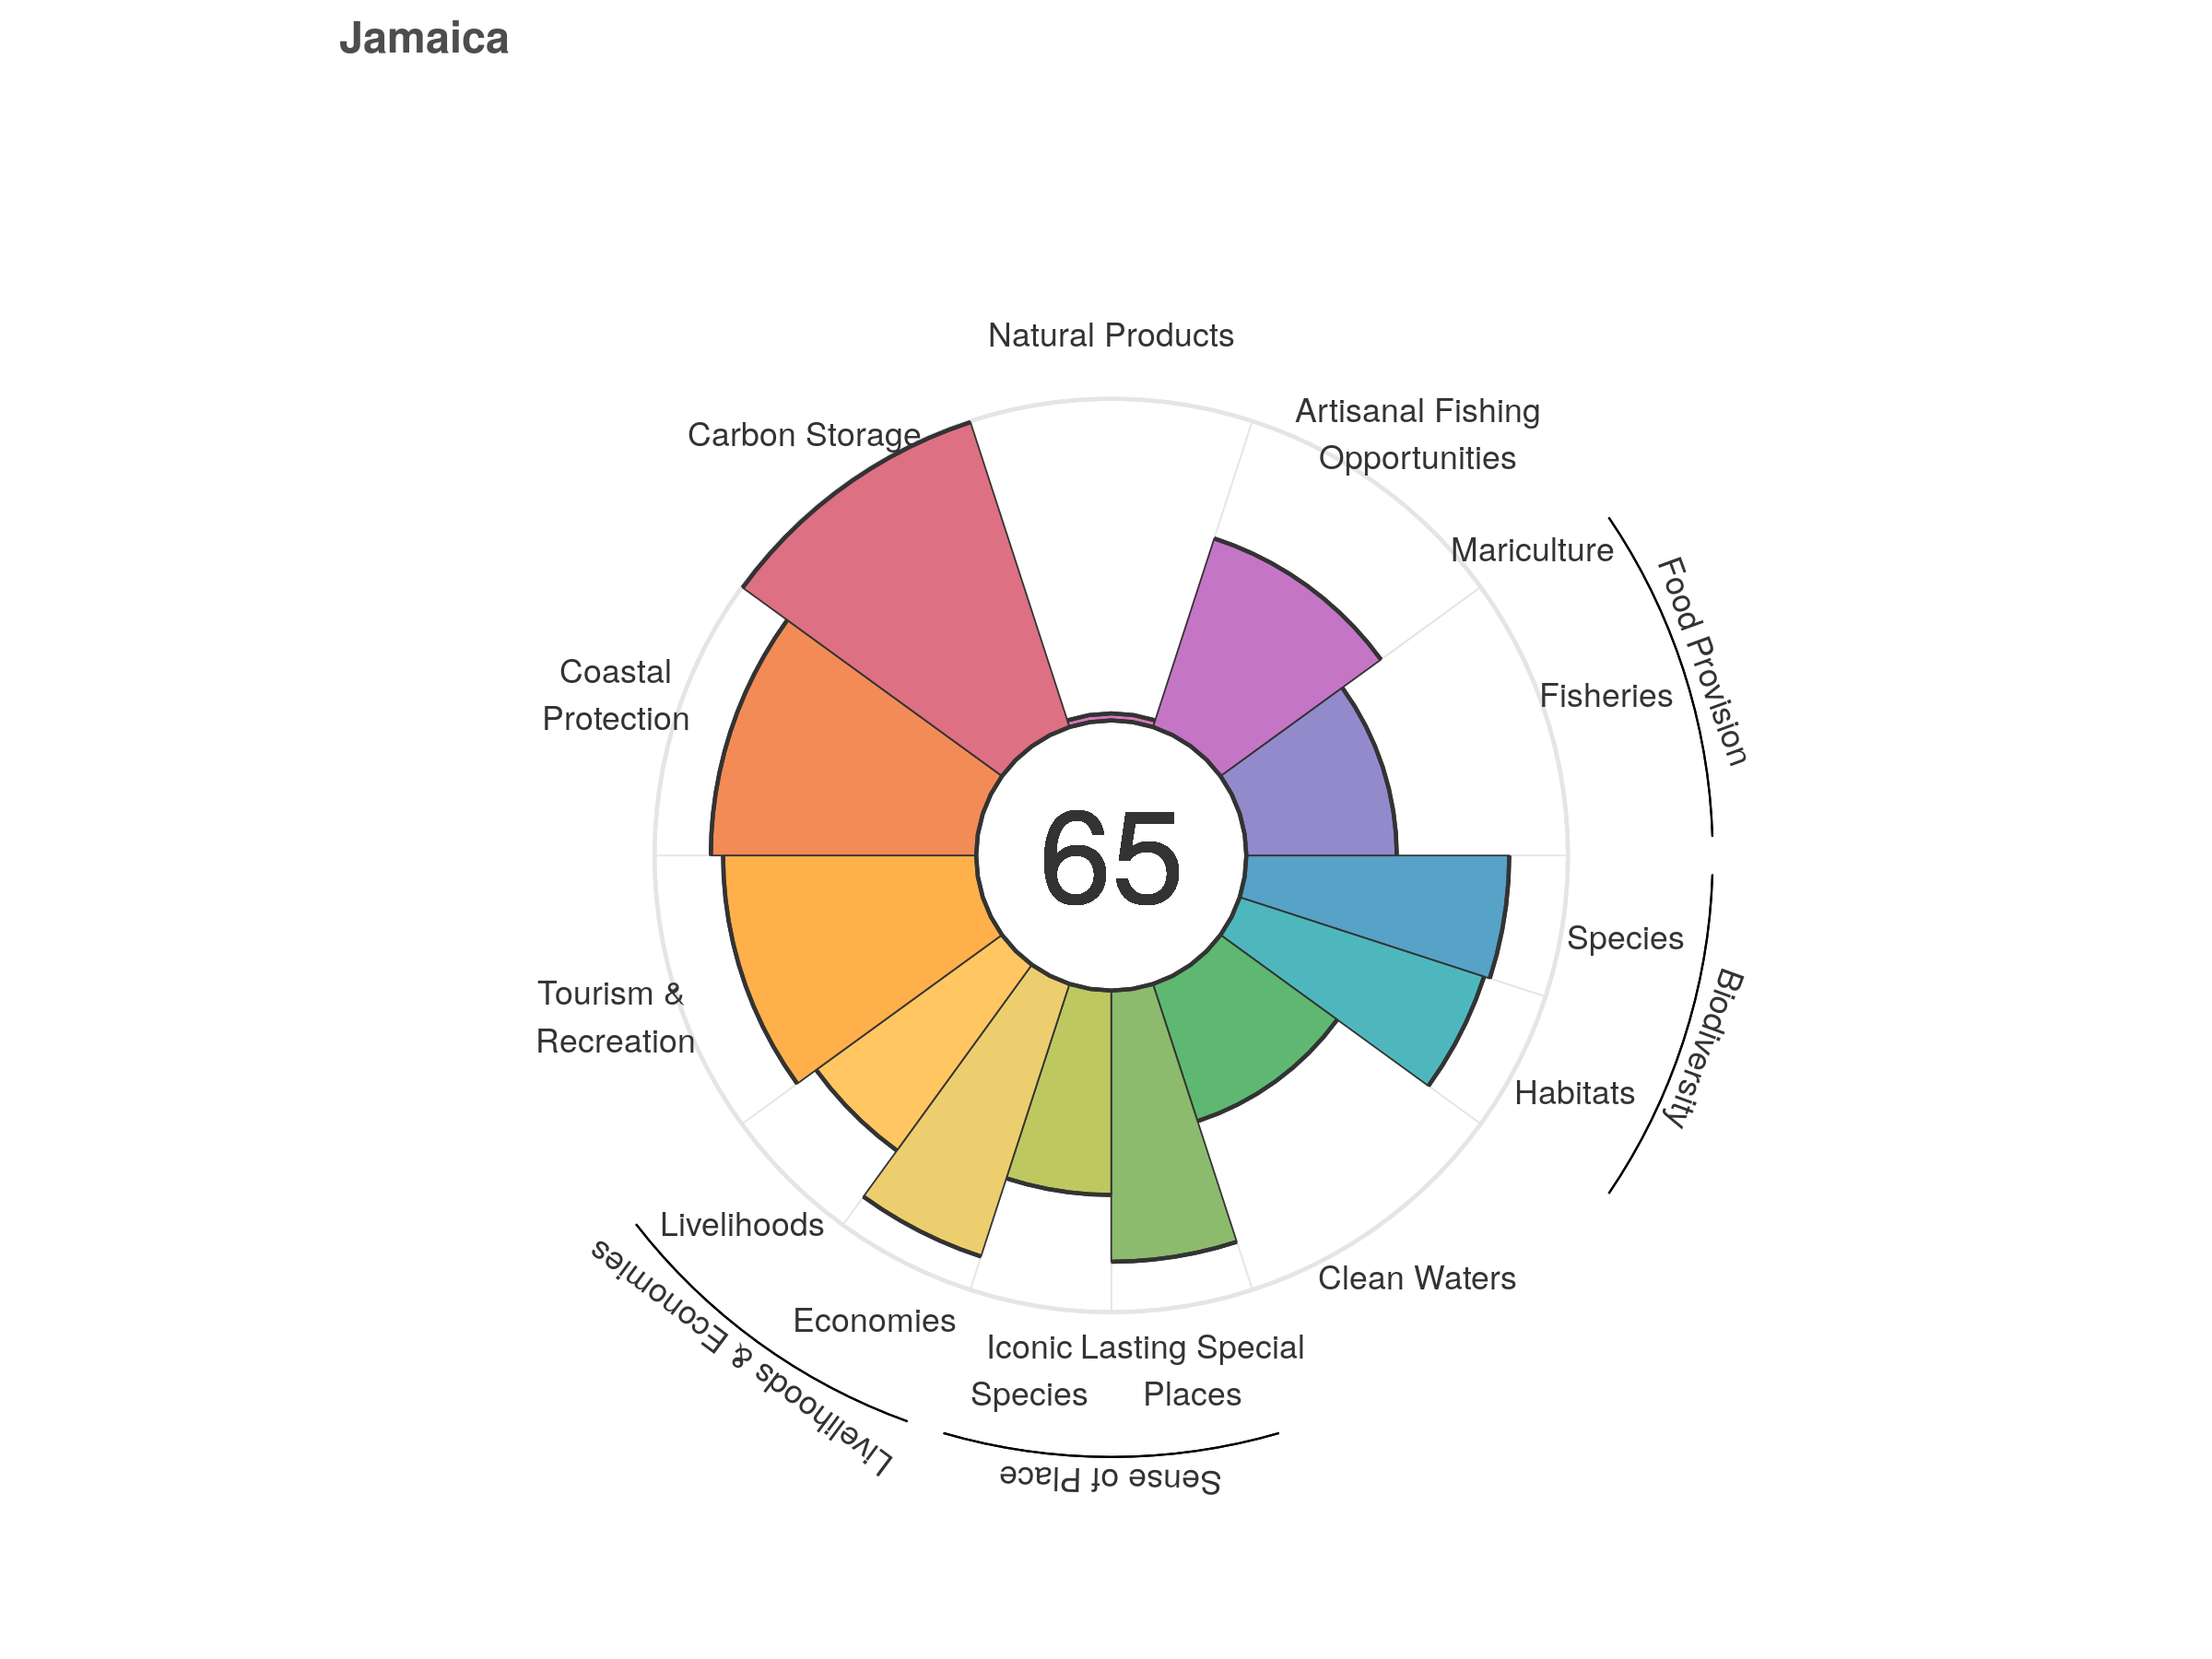 Jamaica
Natural Products
Artisanal Fishing
Opportunities
Carbon Storage
Mariculture
Food Provision
Fisheries
Coastal
Protection
65
Species
Biodiversity
Tourism &
Recreation
Habitats
Livelihoods
Livelihoods & Economies
Clean Waters
Economies
Iconic
Species
Lasting Special
Places
Sense of Place